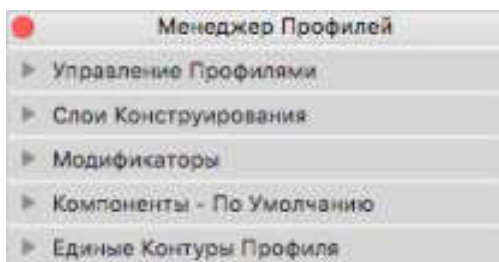 Менеджер Профилей
Управление Профилями
Слои Конструирования
Модификаторы
Компоненты - По Умолчанию
Единые Контуры Профиля